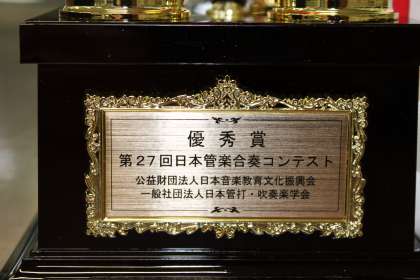 優秀賞
第27回日本管楽合奏コンテスト
公益財団法人日本音楽教育文化振興会
一般社団法人日本管打・吹奏楽学会